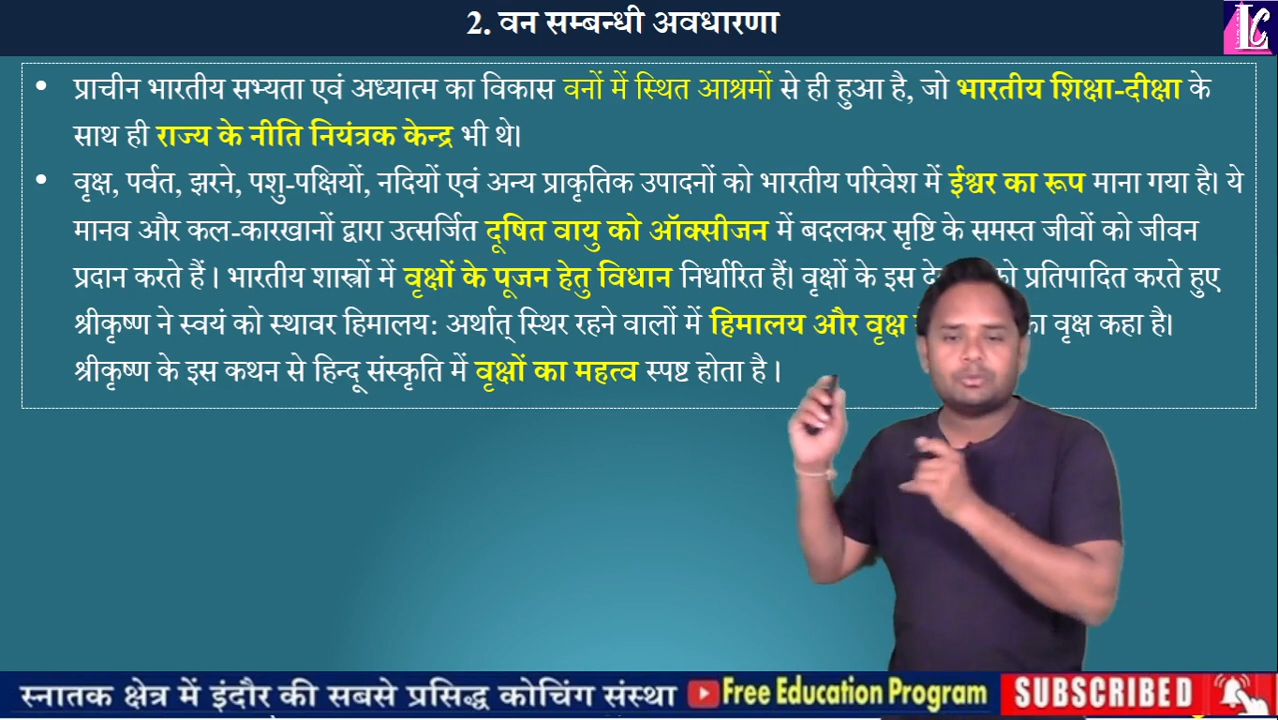 2. वन सम्बन्धी अवधारणा
LC
• प्राचीन भारतीय सभ्यता एवं अध्यात्म का विकास वनों में स्थित आश्रमों से ही हुआ है, जो भारतीय शिक्षा-दीक्षा के
साथ ही राज्य के नीति नियंत्रक केन्द्र भी थे।
• वृक्ष, पर्वत, झरने, पशु-पक्षियों, नदियों एवं अन्य प्राकृतिक उपादनों को भारतीय परिवेश में ईश्वर का रूप माना गया है। ये
मानव और कल-कारखानों द्वारा उत्सर्जित दूषित वायु को ऑक्सीजन में बदलकर सृष्टि के समस्त जीवों को जीवन
प्रदान करते हैं । भारतीय शास्त्रों में वृक्षों के पूजन हेतु विधान निर्धारित हैं। वृक्षों के इस को प्रतिपादित करते हुए
श्रीकृष्ण ने स्वयं को स्थावर हिमालय: अर्थात् स्थिर रहने वालों में हिमालय और वृक्ष का वृक्ष कहा है।
श्रीकृष्ण के इस कथन से हिन्दू संस्कृति में वृक्षों का महत्व स्पष्ट होता है ।
स्नातक क्षेत्र में इंदौर की सबसे प्रसिद्ध कोचिंग संस्था Free Education Program SUBSCRIBED